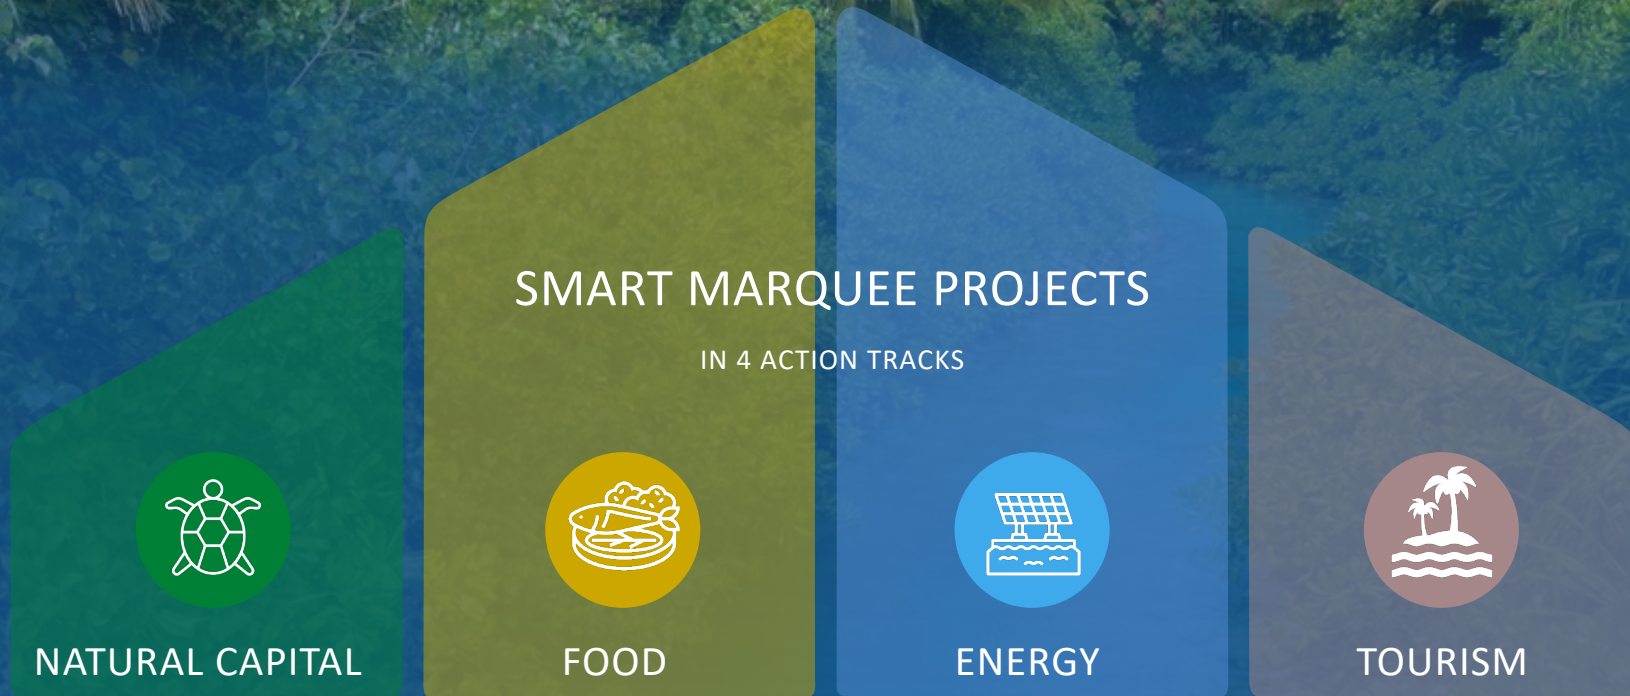 SMART MARQUEE PROJECTS
IN 4 ACTION TRACKS
NATURAL CAPITAL
FOOD
ENERGY
TOURISM